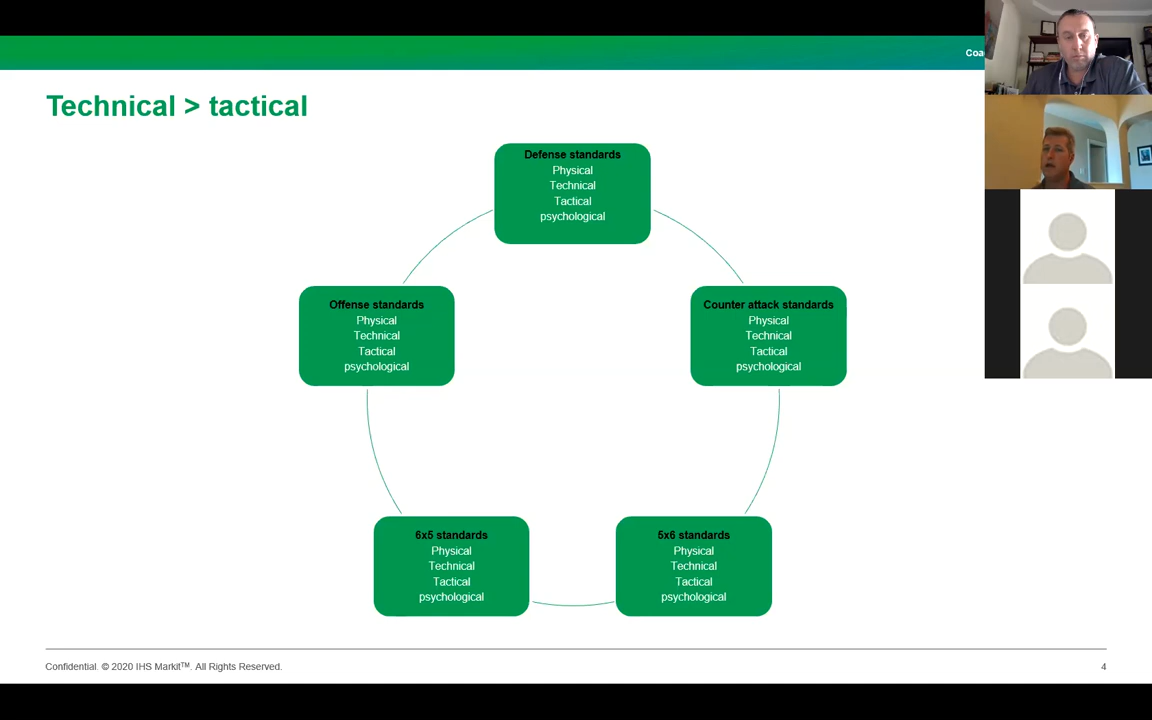 Coa
Technical > tactical
Defense standards
Physical
Technical
Tactical
psychological
Offense standards
Physical
Technical
Tactical
psychological
Counter attack standards
Physical
Technical
Tactical
psychological
6x5 standards
Physical
Technical
Tactical
psychological
5x6 standards
Physical
Technical
Tactical
psychological
Confidential. © 2020 IHS Markit™. All Rights Reserved.
4